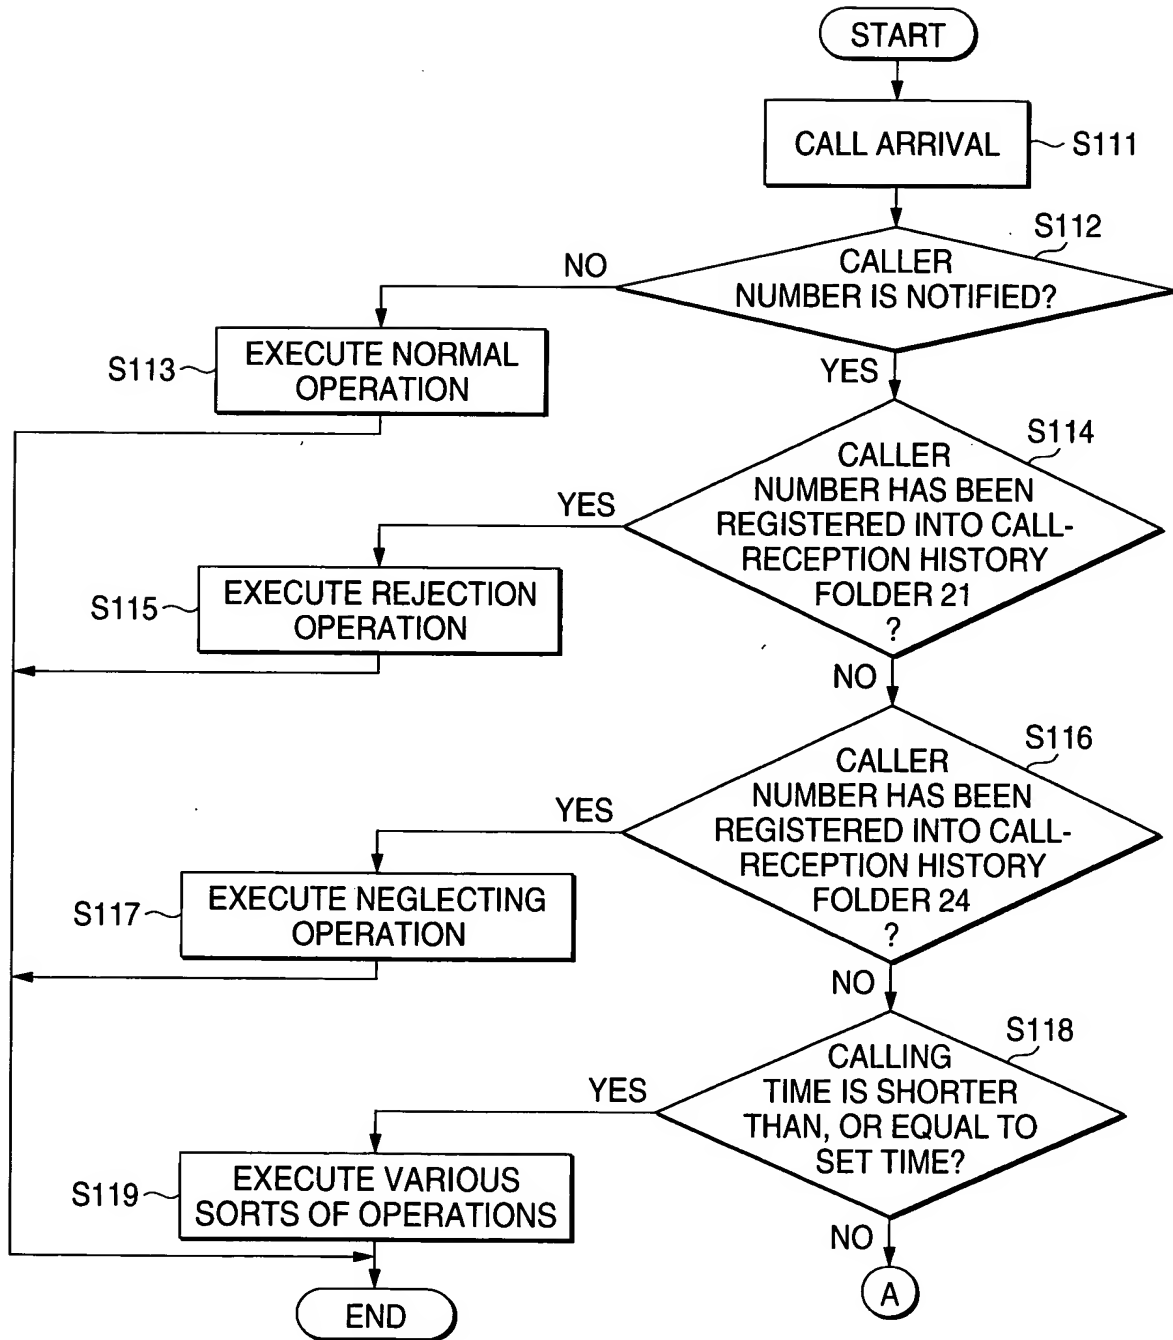 START
CALL ARRIVAL
S111
S112
CALLER
NUMBER IS NOTIFIED?
NO
YES
S113
EXECUTE NORMAL
OPERATION
S114
CALLER
NUMBER HAS BEEN
REGISTERED INTO CALL-
RECEPTION HISTORY
FOLDER 21
?
YES
NO
S115
EXECUTE REJECTION
OPERATION
S116
CALLER
NUMBER HAS BEEN
REGISTERED INTO CALL-
RECEPTION HISTORY
FOLDER 24
?
YES
NO
S117
EXECUTE NEGLECTING
OPERATION
S118
CALLING
TIME IS SHORTER
THAN, OR EQUAL TO
SET TIME?
YES
NO
S119
EXECUTE VARIOUS
SORTS OF OPERATIONS
END
A